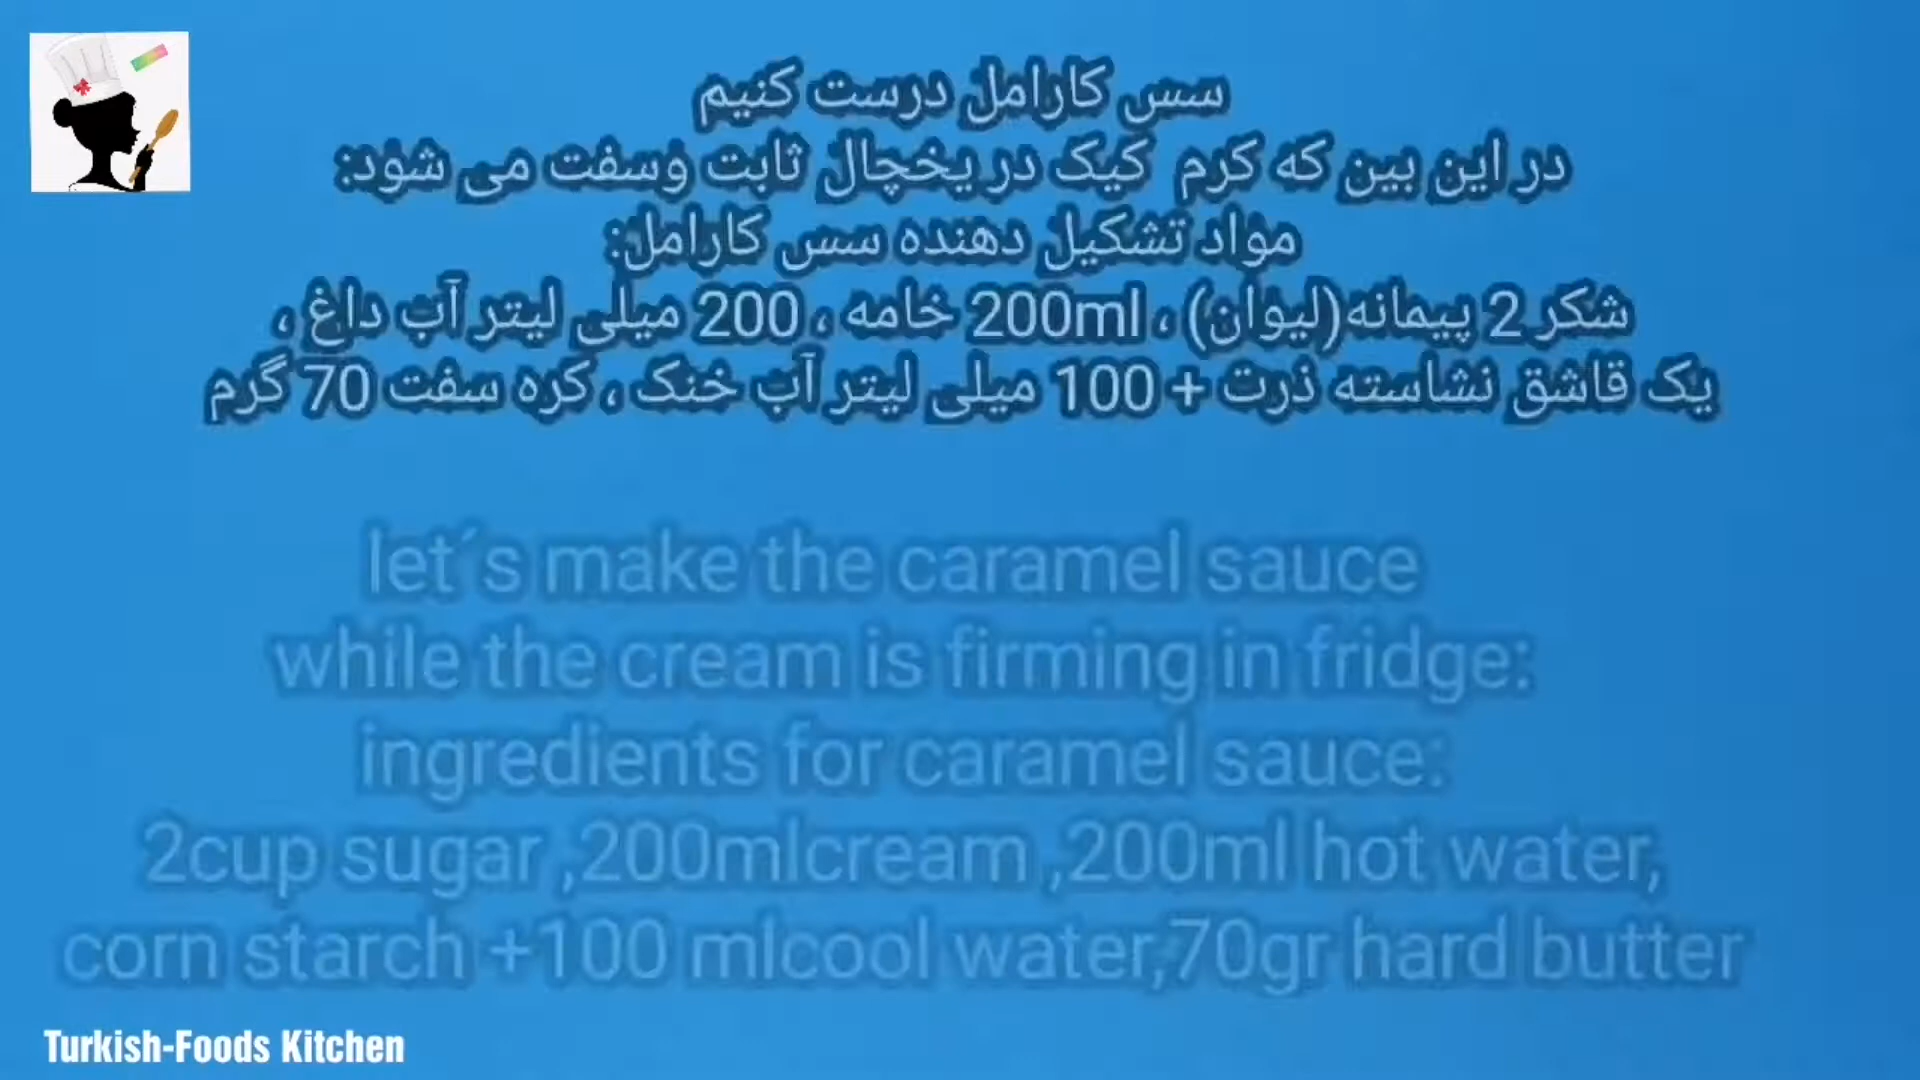 سس کارامل درست کنیم
در این بین که کرم کیک در یخچال ثابت وسفت می شود:
مواد تشکیل دهنده سس کارامل:
شکر 2 پیمانه(لیوان) ، 200ml خامه ، 200 میلی لیتر آب داغ ،
یک قاشق نشاسته ذرت + 100 میلی لیتر آب خنک ، کره سفت 70 گرم
let´s make the caramel sauce
while the cream is firming in fridge:
ingredients for caramel sauce:
2cup sugar ,200mlcream ,200ml hot water,
corn starch +100 mlcool water,70gr hard butter
Turkish-Foods Kitchen